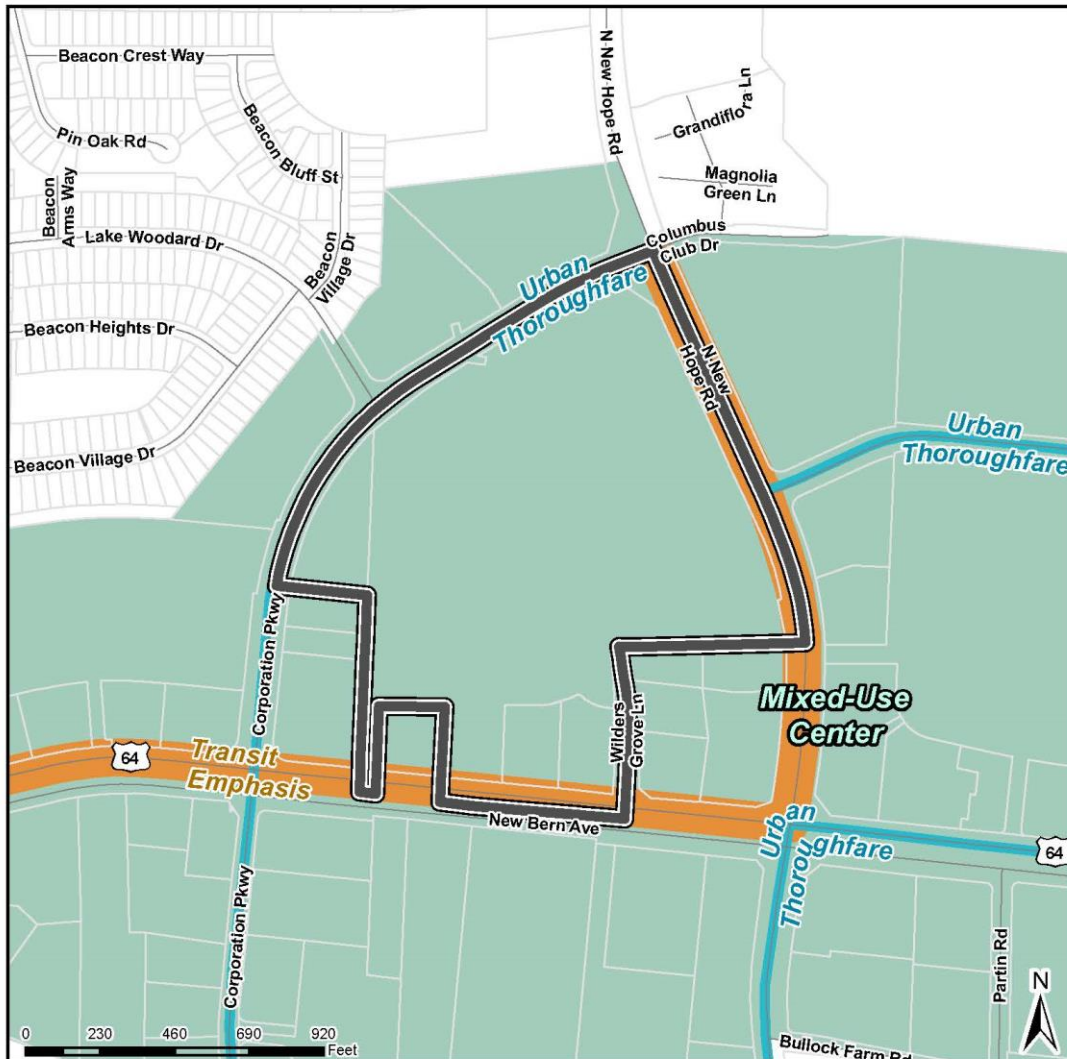 Beacon Crest Way
N New Hope Rd
Grandiflora Ln
Pin Oak Rd
Beacon Bluff St
Magnolia
Green Ln
Beacon
Arms Way
Lake Woodard Dr
Beacon
Village Dr
Columbus
Club Dr
Urban
Thoroughfare
Beacon Heights Dr
N New
Hope Rd
Beacon Village Dr
Urban
Thoroughfare
Corporation Pkwy
Wilders
Grove Ln
Mixed-Use
Center
64
Transit
Emphasis
New Bern Ave
Urban
Thoroughfare
64
Corporation Pkwy
Partin Rd
N
0 230 460 690 920
Feet
Bullock Farm Rd